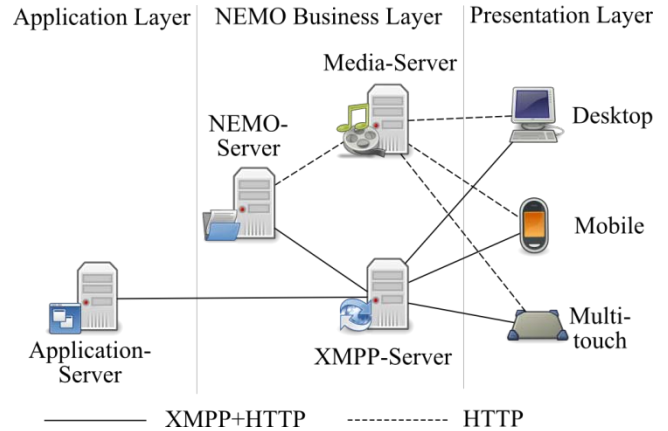 Application Layer
NEMO Business Layer
Presentation Layer
Media-Server
NEMO-
Server
Desktop
Mobile
Application-
Server
XMPP-Server
Multi-
touch
XMPP+HTTP
HTTP